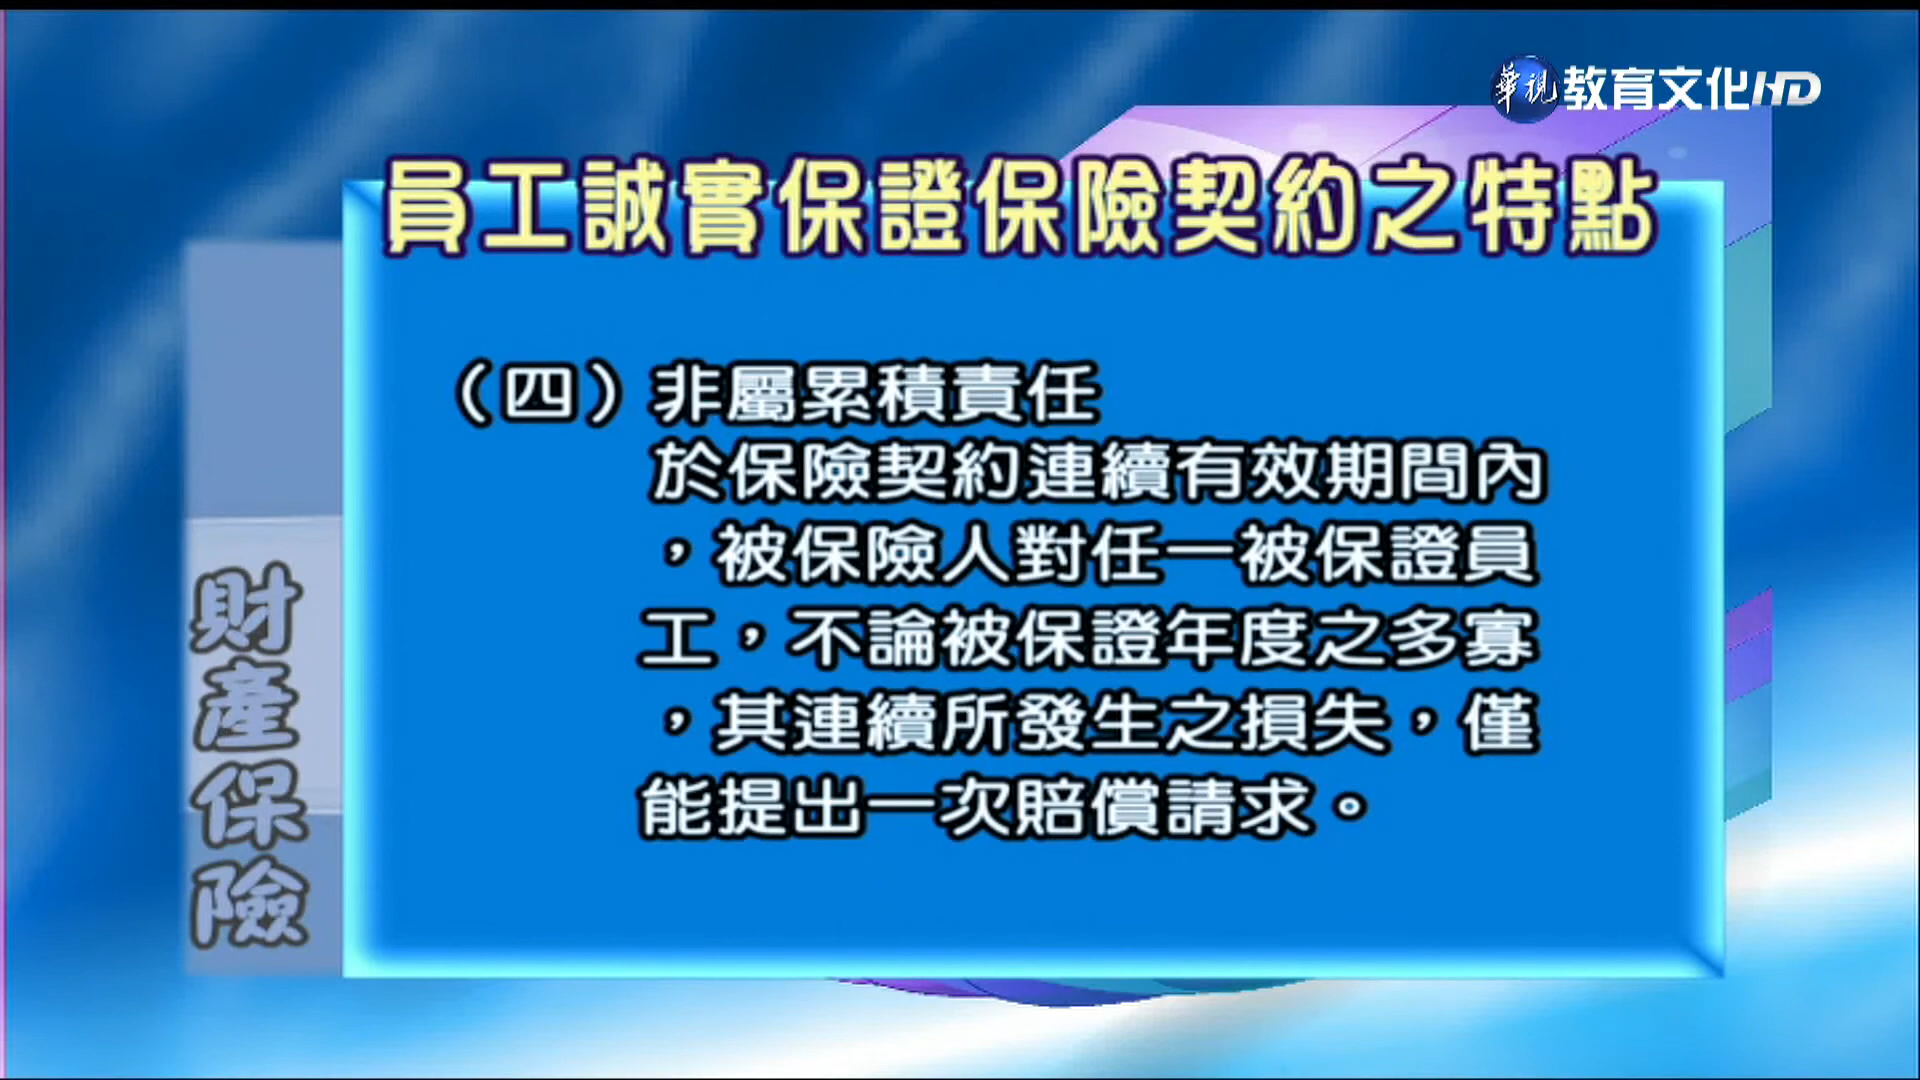 華視 教育文化HD
員工誠實保證保險契約之特點
（四）非屬累積責任
於保險契約連續有效期間內
，被保險人對任一被保證員
工，不論被保證年度之多寡
，其連續所發生之損失，僅
能提出一次賠償請求。
財產保險